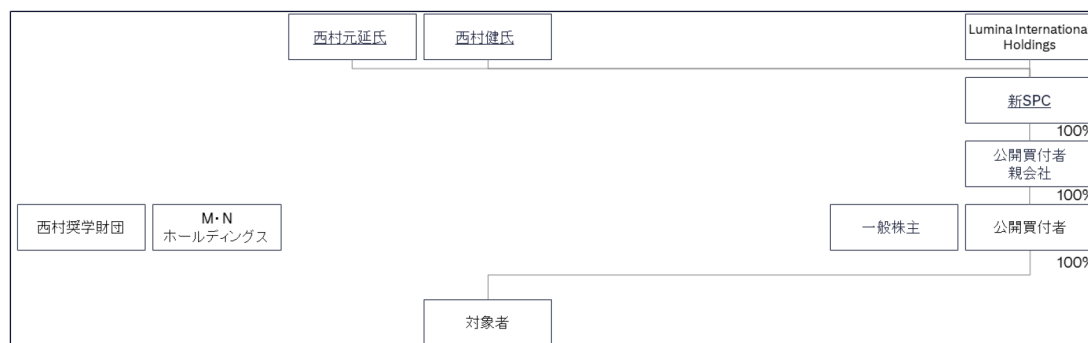 西村元延氏
西村健氏
Lumina International
Holdings
新SPC
100%
公開買付者
親会社
100%
西村奨学財団
M・N
ホールディングス
一般株主
公開買付者
100%
対象者